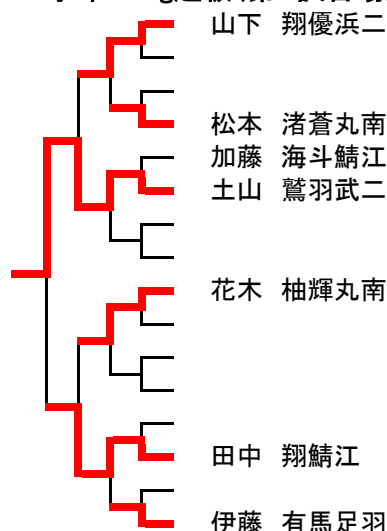 山下 翔優浜二
松本 渚蒼丸南
加藤 海斗鯖江
土山 鷲羽武二
花木 柚輝丸南
田中 翔鯖江
伊藤 有馬足羽